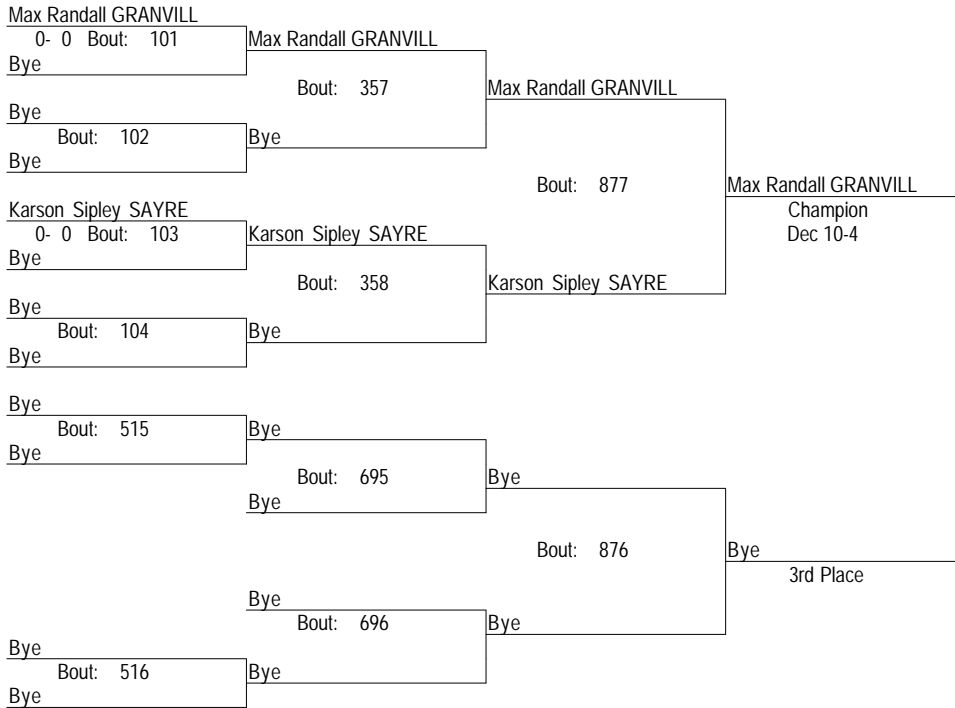 Max Randall GRANVILL
0- 0 Bout: 101
Bye
Max Randall GRANVILL
Bout: 357
Max Randall GRANVILL
Bye
Bout: 102
Bye
Bye
Bout: 877
Max Randall GRANVILL
Champion
Dec 10-4
Karson Sipley SAYRE
0- 0 Bout: 103
Bye
Karson Sipley SAYRE
Bout: 358
Karson Sipley SAYRE
Bye
Bout: 104
Bye
Bye
Bye
Bout: 515
Bye
Bye
Bout: 695
Bye
Bye
Bout: 876
Bye
3rd Place
Bye
Bout: 696
Bye
Bye
Bout: 516
Bye
Bye